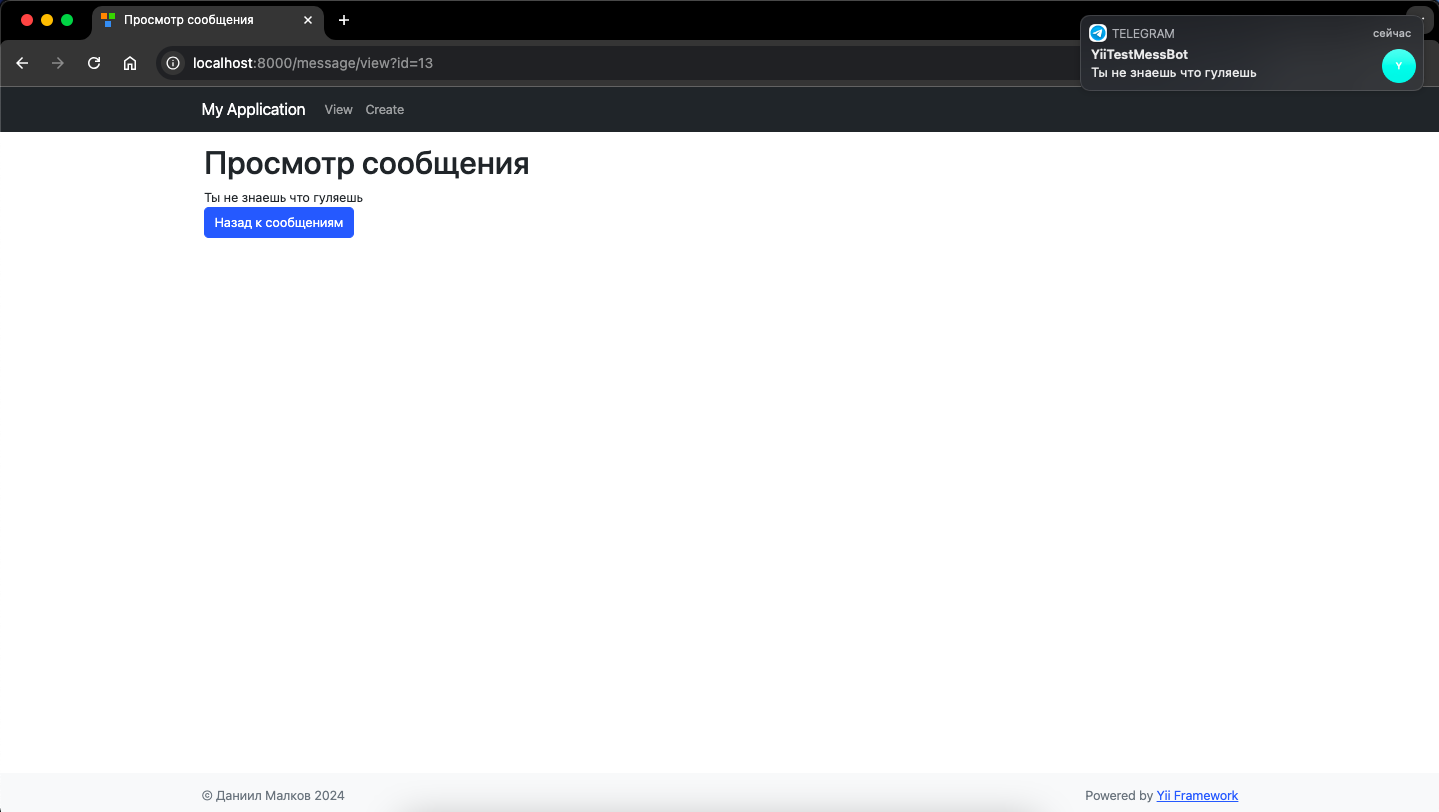 Просмотр сообщения
localhost:8000/message/view?id=13
TELEGRAM
сейчас
YiiTestMessBot
Ты не знаешь что гуляешь
Y
My Application
View
Create
Просмотр сообщения
Ты не знаешь что гуляешь
Назад к сообщениям
© Даниил Малков 2024
Powered by Yii Framework